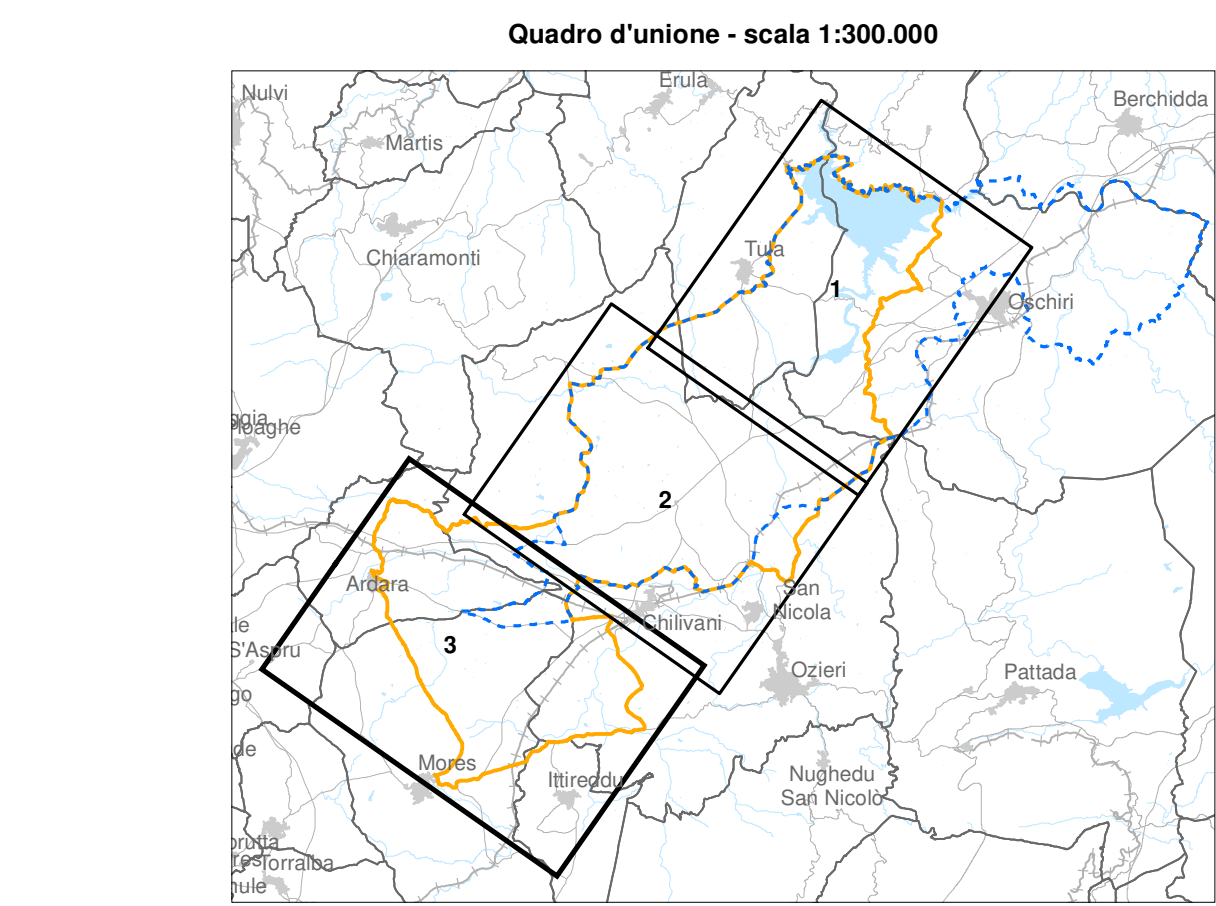 Quadro d'unione - scala 1:300.000
Erula
Nulvi
Berchidda
Martis
Tula
Chiaramonti
1
Oschiri
Ploaghe
2
Ardara
San
Nicola
Chilivani
3
S'Aspru
Ozieri
Pattada
Mores
Ittireddu
Nughedu
San Nicolò
Torralba